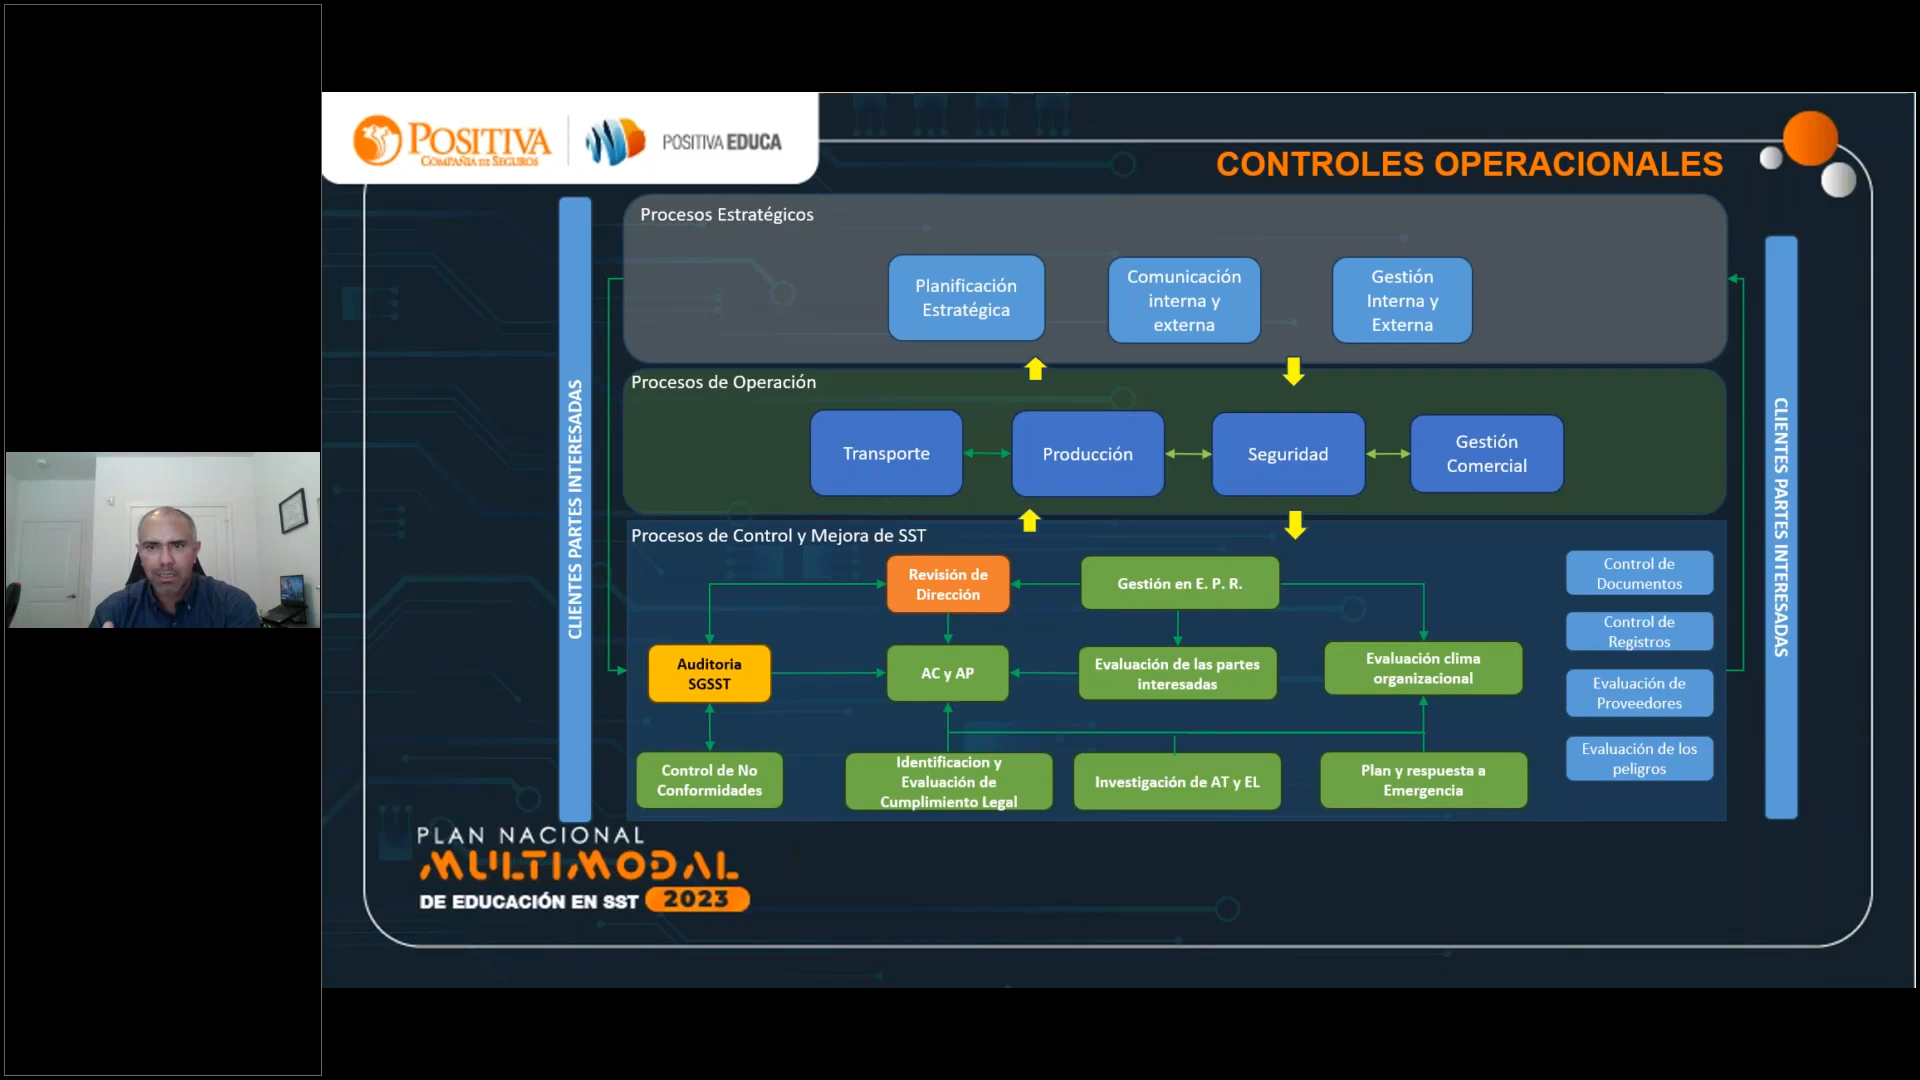 POSITIVA
COMPAÑIA DE SEGUROS
POSITIVA EDUCA
CONTROLES OPERACIONALES
CLIENTES PARTES INTERESADAS
Procesos Estratégicos
Planificación
Estratégica
Comunicación
interna y
externa
Gestión
Interna y
Externa
Procesos de Operación
Transporte
Producción
Seguridad
Gestión
Comercial
Procesos de Control y Mejora de SST
Revisión de
Dirección
Gestión en E. P. R.
Auditoria
SGSST
AC y AP
Evaluación de las partes
interesadas
Evaluación clima
organizacional
Control de No
Conformidades
Identificacion y
Evaluación de
Cumplimiento Legal
Investigación de AT y EL
Plan y respuesta a
Emergencia
Control de
Documentos
Control de
Registros
Evaluación de
Proveedores
Evaluación de los
peligros
CLIENTES PARTES INTERESADAS
PLAN NACIONAL
MULTIMODAL
DE EDUCACIÓN EN SST 2023